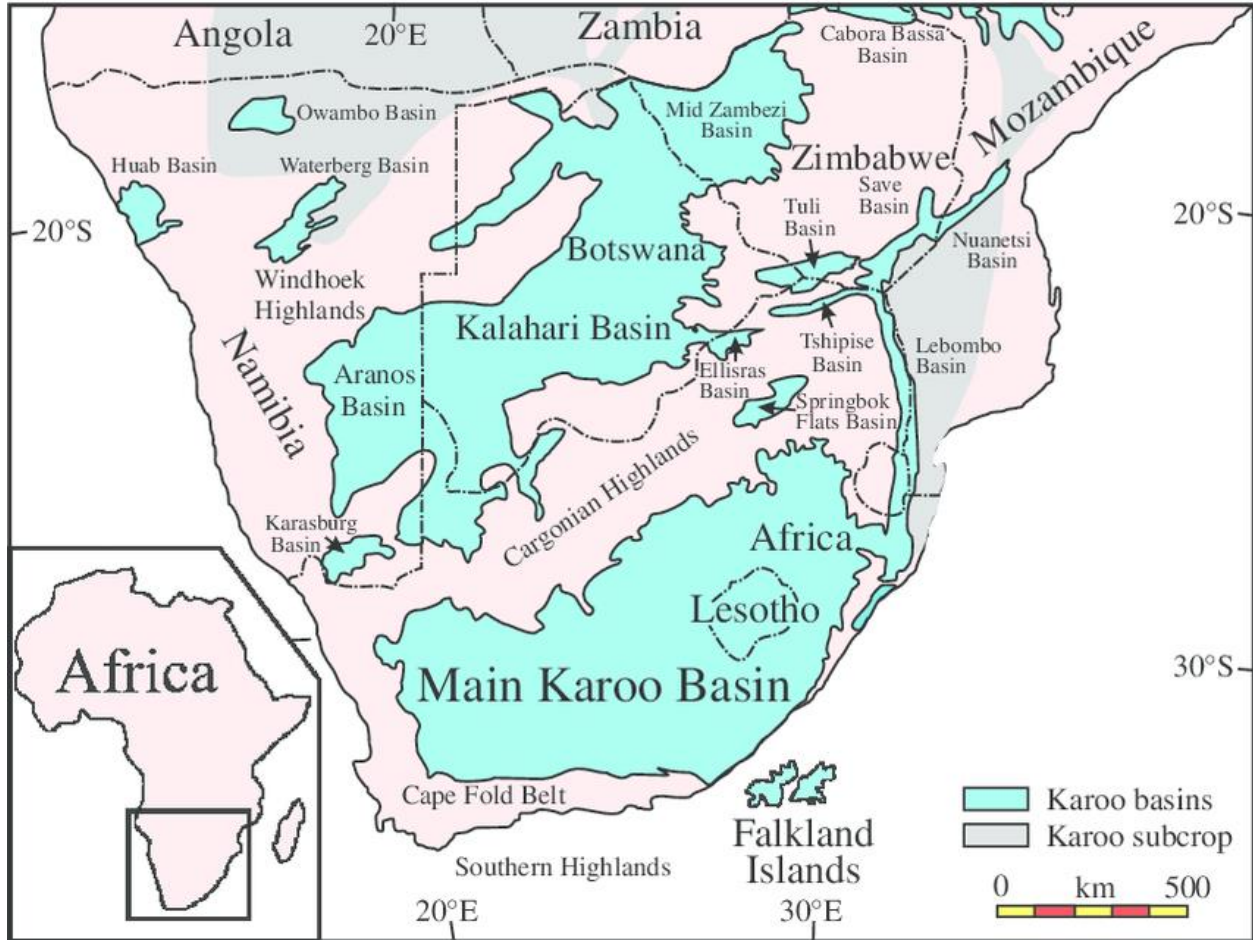 Angola
20°E
Zambia
Cabora Bassa
Basin
Mozambique
Owambo Basin
Mid Zambezi
Basin
Huab Basin
Waterberg Basin
Zimbabwe
Save
Basin
Tuli
Basin
20°S
20°S
Nuanetsi
Basin
Botswana
Windhoek
Highlands
Kalahari Basin
Tshipise
Basin
Lebombo
Basin
Namibia
Aranos
Basin
Ellisras
Basin
Springbok
Flats Basin
Cargonian Highlands
Karasburg
Basin
Africa
Lesotho
Africa
Main Karoo Basin
30°S
Cape Fold Belt
Falkland
Islands
Southern Highlands
Karoo basins
Karoo subcrop
0 km 500
20°E
30°E